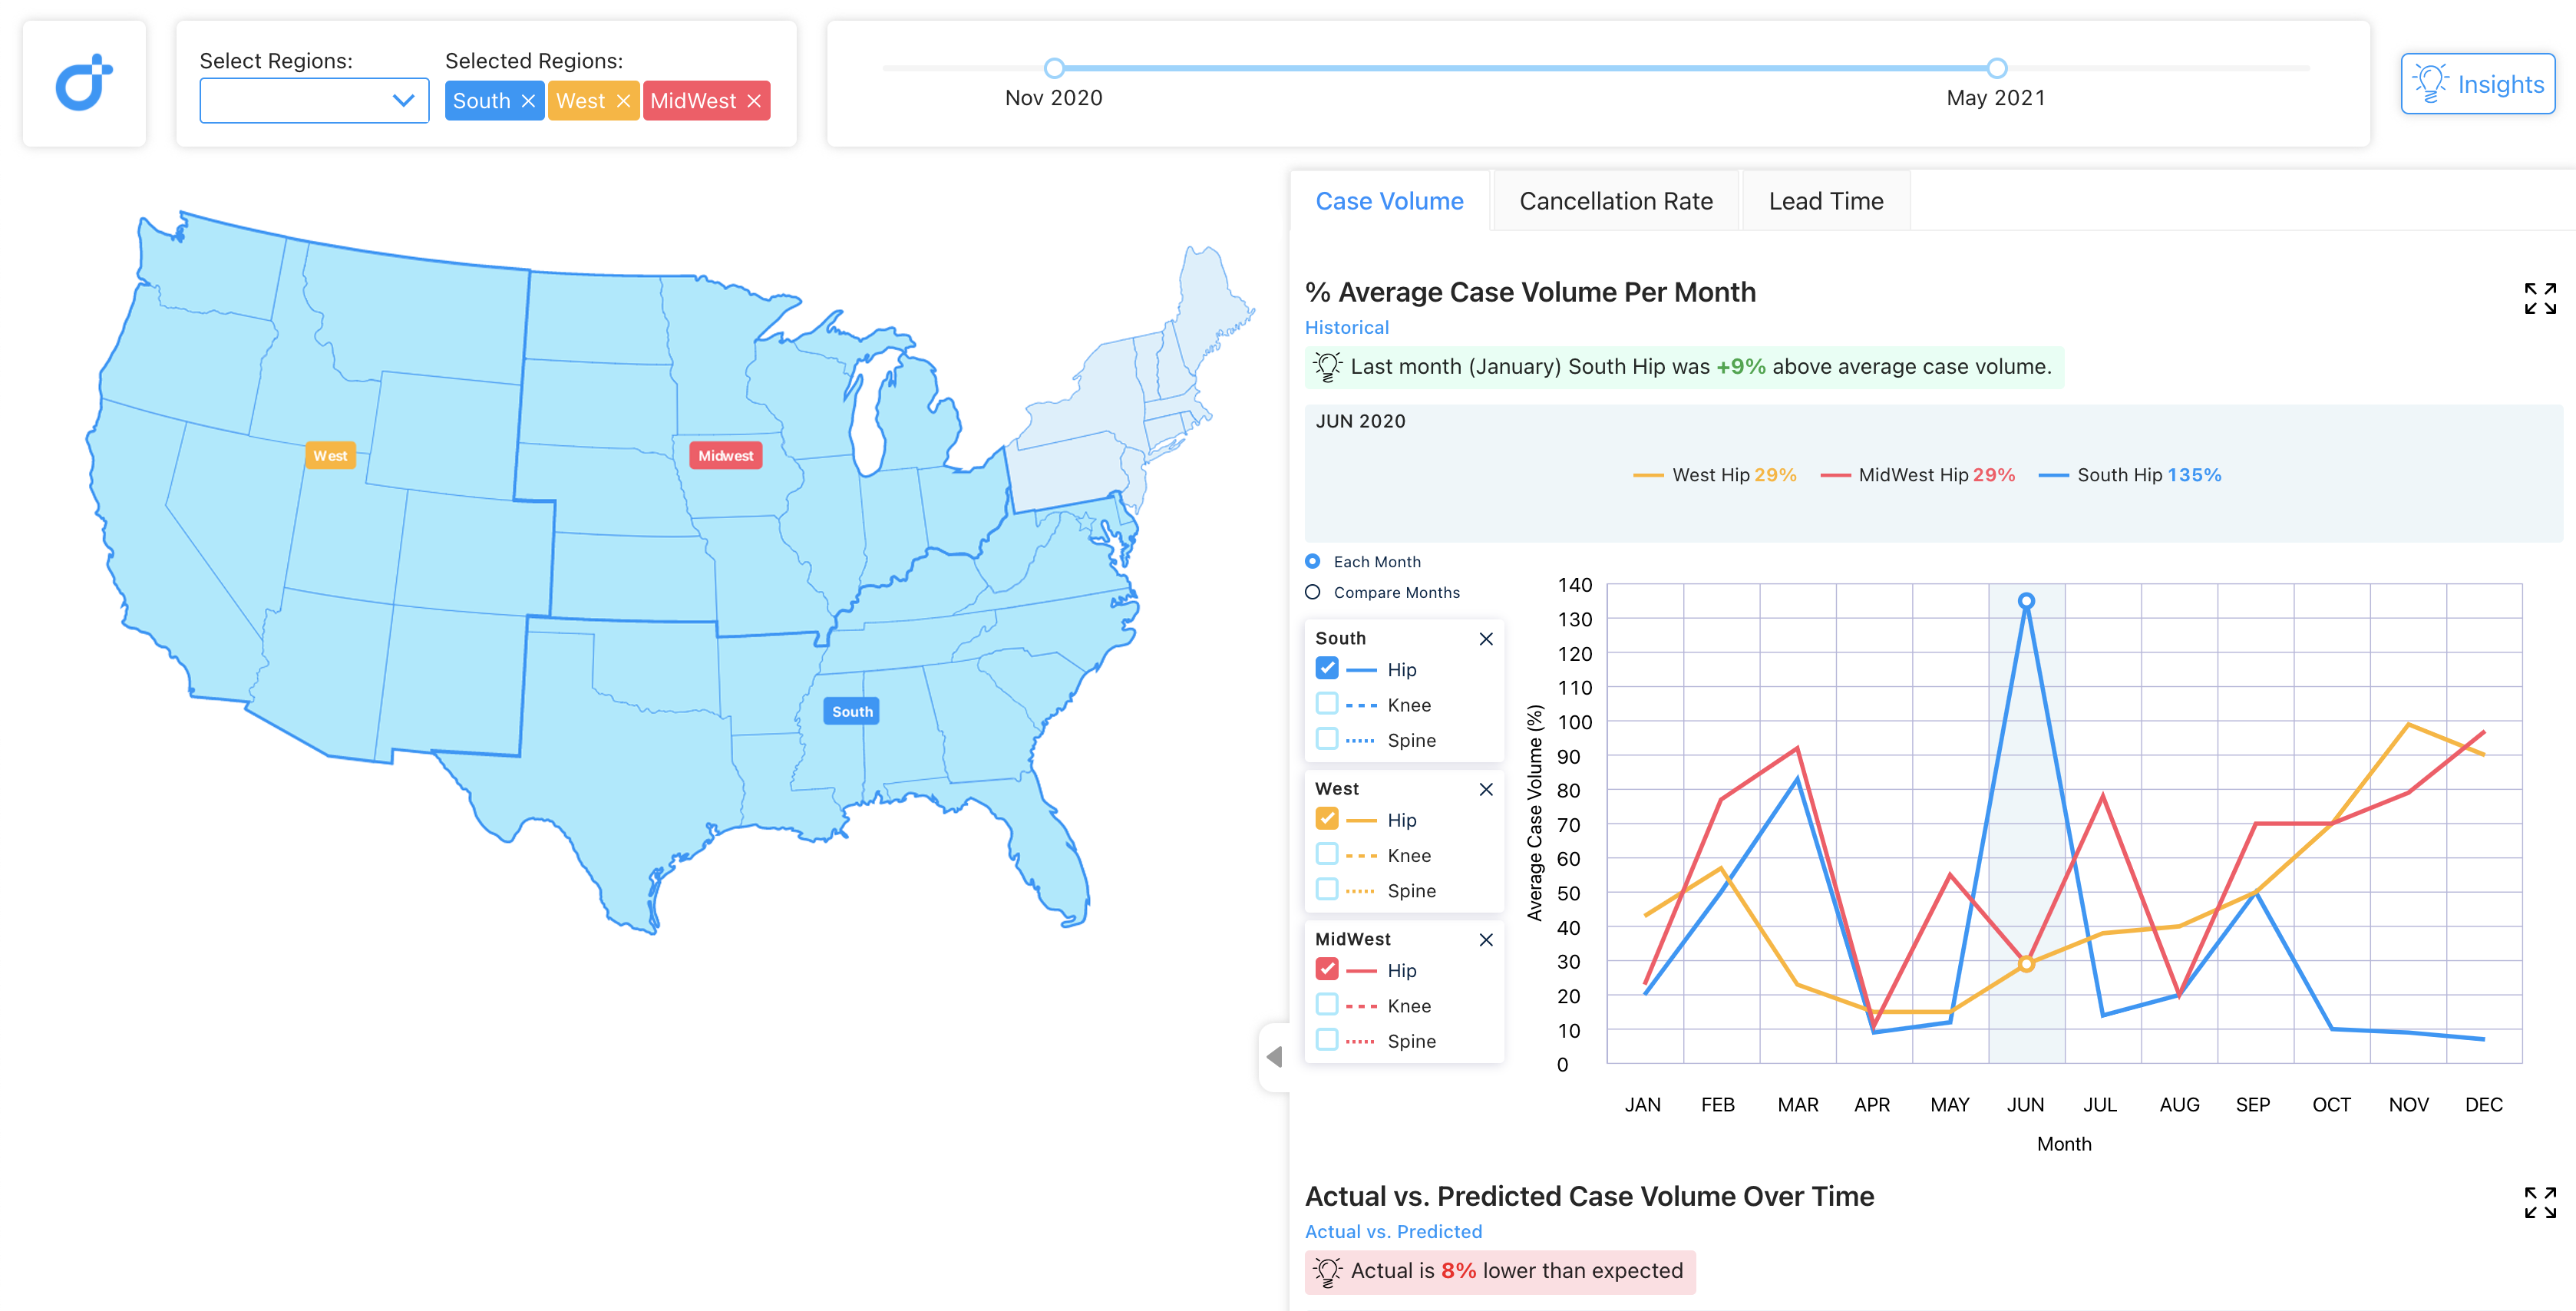 Select Regions:
Selected Regions:
South
West
MidWest
Nov 2020
May 2021
Insights
West
Midwest
South
Case Volume
Cancellation Rate
Lead Time
% Average Case Volume Per Month
Historical
Last month (January) South Hip was +9% above average case volume.
JUN 2020
West Hip 29%
MidWest Hip 29%
South Hip 135%
Each Month
Compare Months
South
Hip
Knee
Spine
West
Hip
Knee
Spine
MidWest
Hip
Knee
Spine
Average Case Volume (%)
140
130
120
110
100
90
80
70
60
50
40
30
20
10
0
JAN FEB MAR APR MAY JUN JUL AUG SEP OCT NOV DEC
Month
Actual vs. Predicted Case Volume Over Time
Actual vs. Predicted
Actual is 8% lower than expected